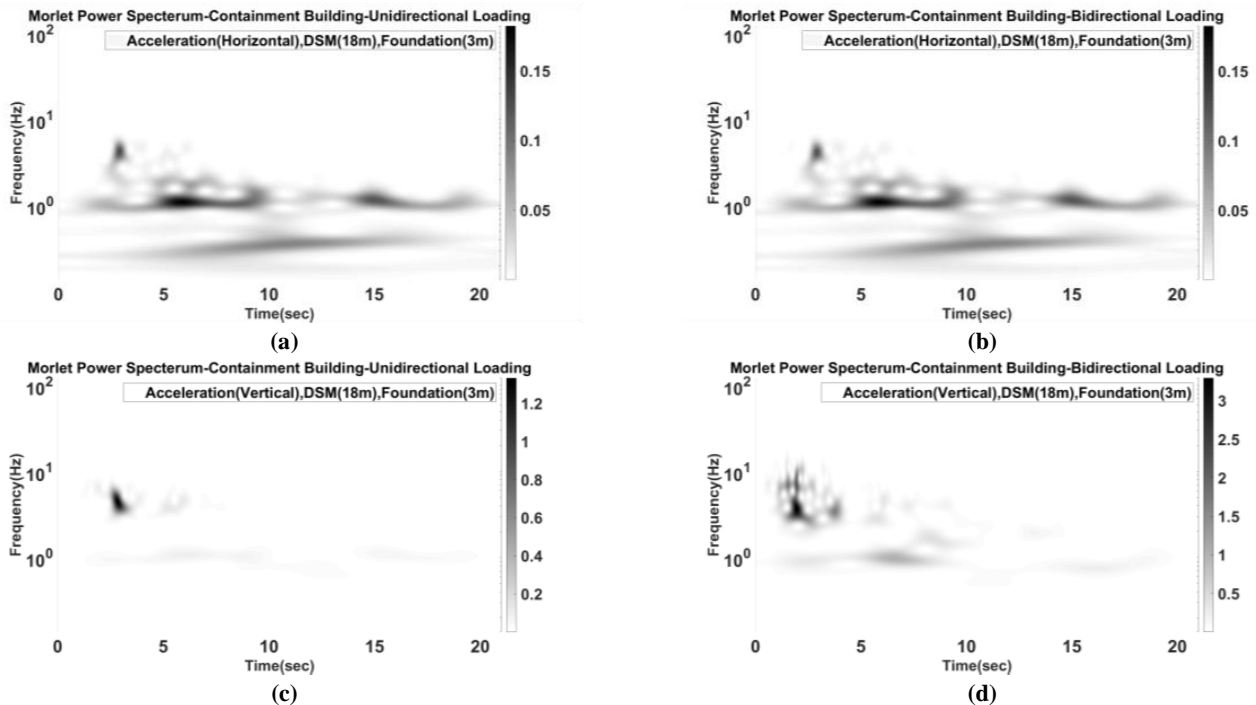 Morlet Power Specterum-Containment Building-Unidirectional Loading
Acceleration(Horizontal),DSM(18m),Foundation(3m)
10^2
10^1
10^0
Frequency(Hz)
0.15
0.1
0.05
0 5 10 15 20
Time(sec)
(a)
Morlet Power Specterum-Containment Building-Bidirectional Loading
Acceleration(Horizontal),DSM(18m),Foundation(3m)
10^2
10^1
10^0
Frequency(Hz)
0.15
0.1
0.05
0 5 10 15 20
Time(sec)
(b)
Morlet Power Specterum-Containment Building-Unidirectional Loading
Acceleration(Vertical),DSM(18m),Foundation(3m)
10^2
10^1
10^0
Frequency(Hz)
1.2
1
0.8
0.6
0.4
0.2
0 5 10 15 20
Time(sec)
(c)
Morlet Power Specterum-Containment Building-Bidirectional Loading
Acceleration(Vertical),DSM(18m),Foundation(3m)
10^2
10^1
10^0
Frequency(Hz)
3
2.5
2
1.5
1
0.5
0 5 10 15 20
Time(sec)
(d)